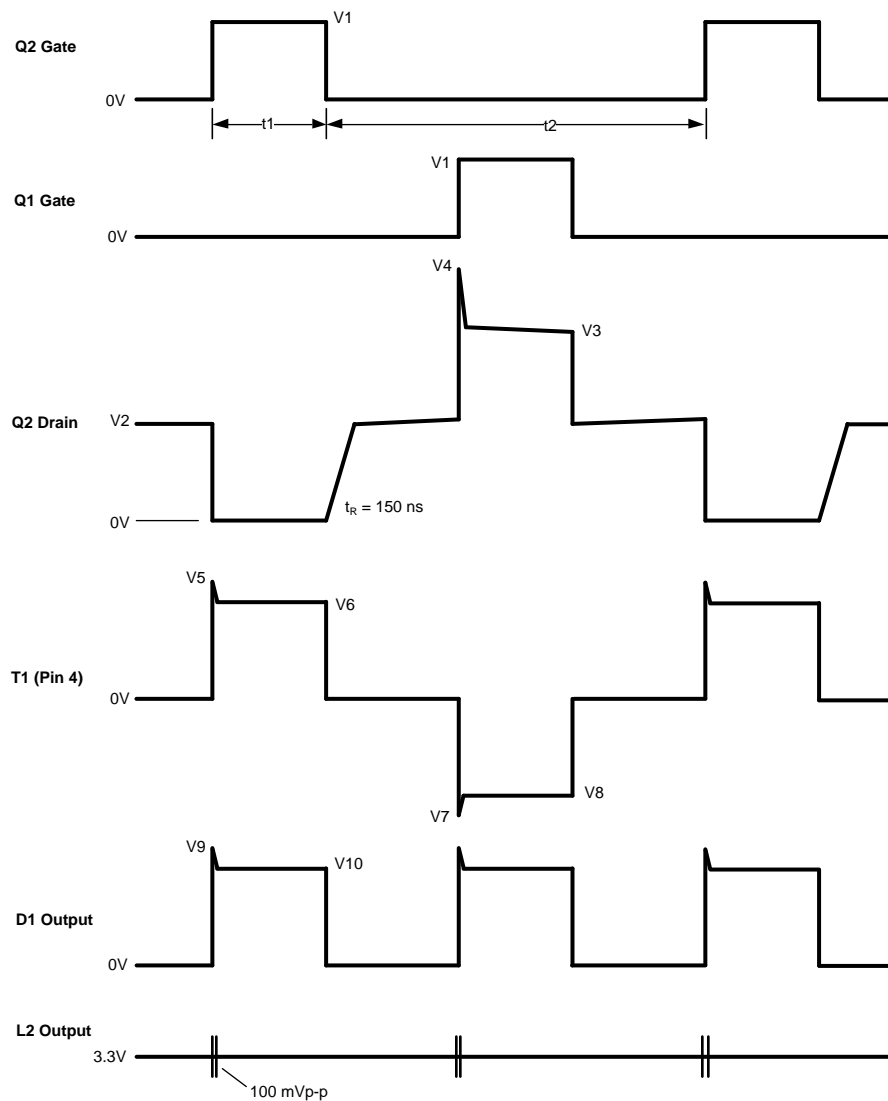 V1
Q2 Gate
0V
t1
t2
V1
Q1 Gate
0V
V4
V3
V2
Q2 Drain
tR = 150 ns
0V
V5
V6
T1 (Pin 4)
0V
V8
V7
V9
V10
D1 Output
0V
L2 Output
3.3V
100 mVp-p